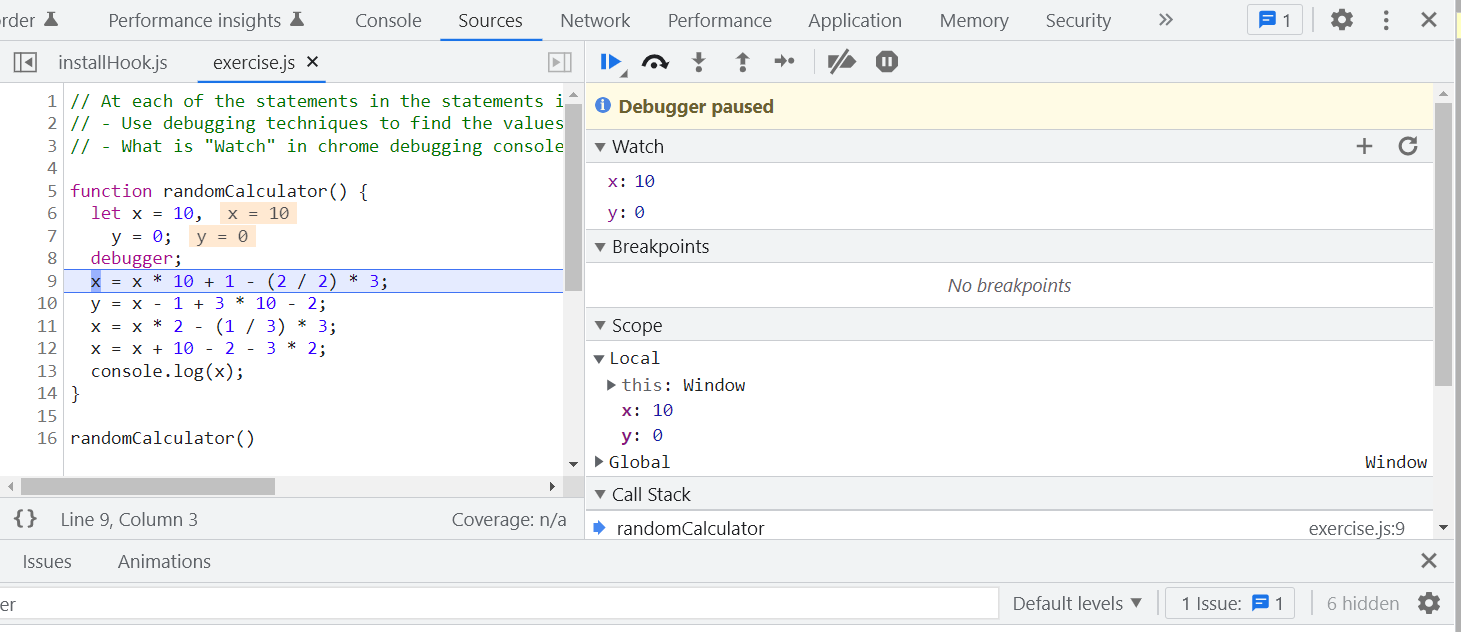 rder Performance insights Console Sources Network Performance Application Memory Security 1
installHook.js exercise.js
1 // At each of the statements in the statements i
2 // - Use debugging techniques to find the values
3 // - What is "Watch" in chrome debugging console
4
5 function randomCalculator() {
6 let x = 10, x = 10
7 y = 0; y = 0
8 debugger;
9 x = x * 10 + 1 - (2 / 2) * 3;
10 y = x - 1 + 3 * 10 - 2;
11 x = x * 2 - (1 / 3) * 3;
12 x = x + 10 - 2 - 3 * 2;
13 console.log(x);
14 }
15
16 randomCalculator()
{} Line 9, Column 3 Coverage: n/a
Debugger paused
Watch
x: 10
y: 0
Breakpoints
No breakpoints
Scope
Local
this: Window
x: 10
y: 0
Global Window
Call Stack
randomCalculator exercise.js:9
Issues Animations
er Default levels 1 Issue: 1 6 hidden